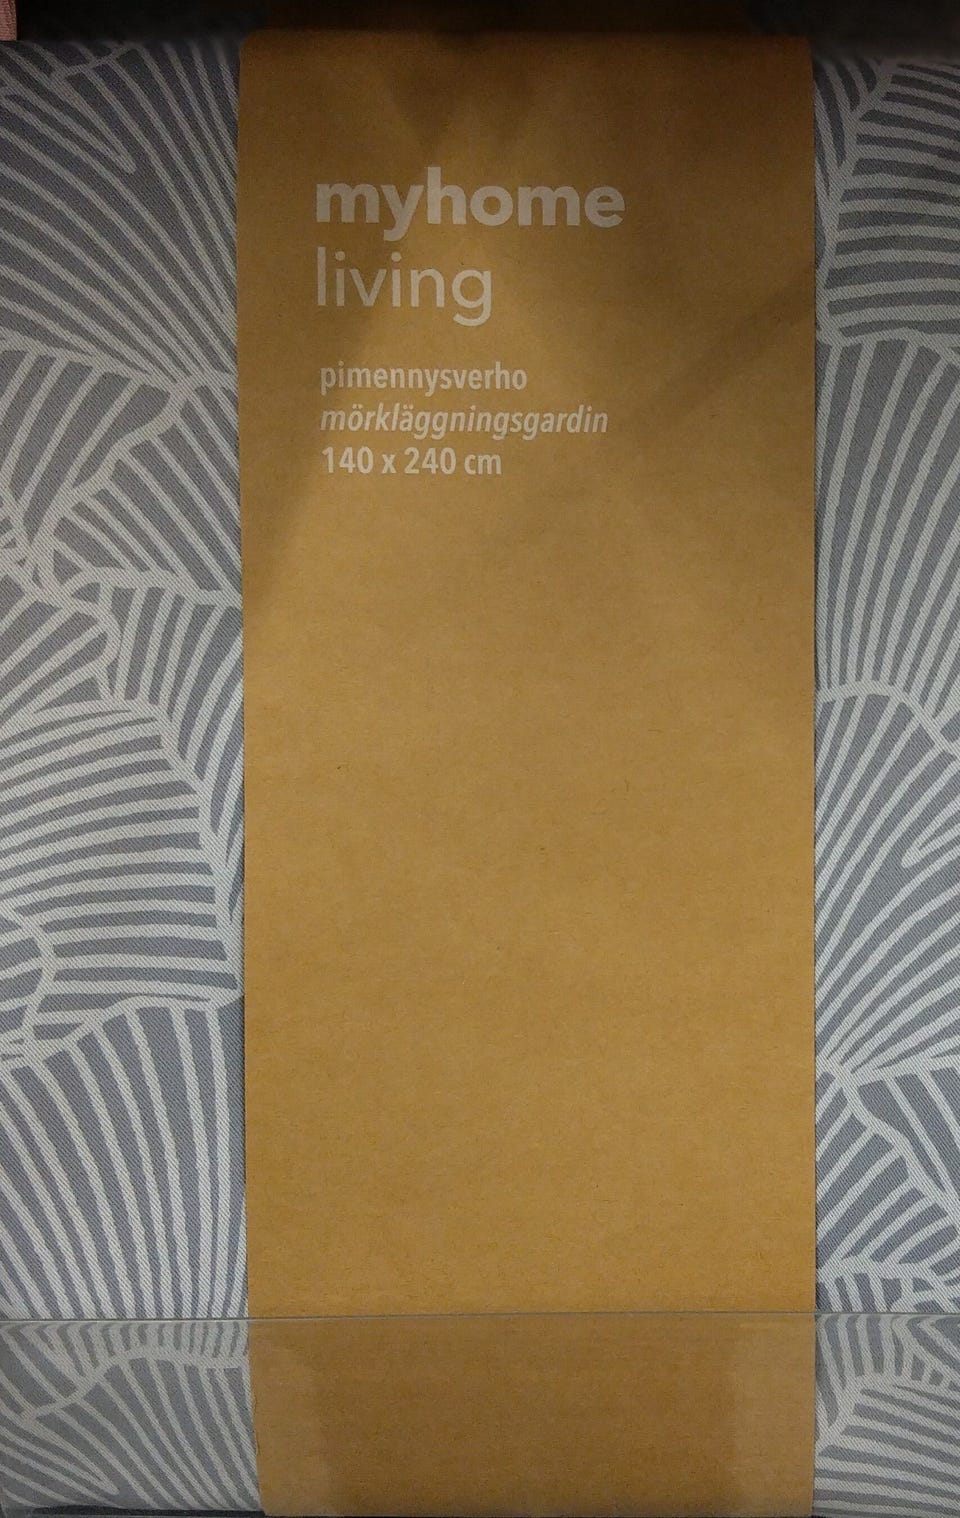 myhome
living
pimennysverho
mörkläggningsgardin
140 x 240 cm